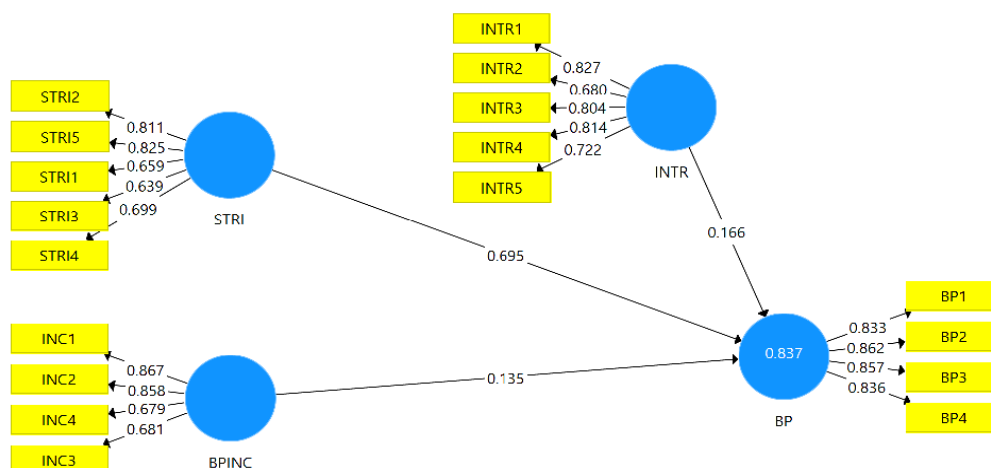 INTR1
INTR2
INTR3
INTR4
INTR5
0.827
0.680
0.804
0.814
0.722
INTR
STRI2
STRI5
STRI1
STRI3
STRI4
0.811
0.825
0.659
0.639
0.699
STRI
0.166
0.695
INC1
INC2
INC4
INC3
0.867
0.858
0.679
0.681
BPINC
0.135
0.837
BP
0.833
0.862
0.857
0.836
BP1
BP2
BP3
BP4